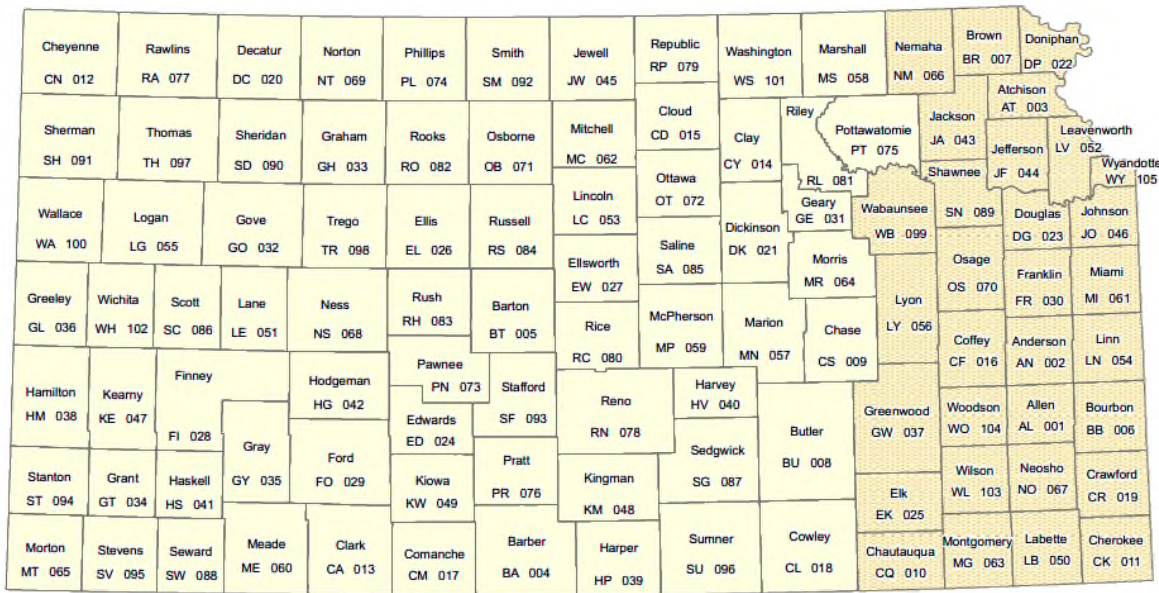 Cheyenne
CN 012
Rawlins
RA 077
Decatur
DC 020
Norton
NT 069
Phillips
PL 074
Smith
SM 092
Jewell
JW 045
Republic
RP 079
Washington
WS 101
Marshall
MS 058
Nemaha
NM 066
Brown
BR 007
Doniphan
DP 022
Sherman
SH 091
Thomas
TH 097
Sheridan
SD 090
Graham
GH 033
Rooks
RO 082
Osborne
OB 071
Mitchell
MC 062
Cloud
CD 015
Clay
CY 014
Riley
RL 081
Pottawatomie
PT 075
Jackson
JA 043
Atchison
AT 003
Jefferson
JF 044
Leavenworth
LV 052
Wyandotte
WY 105
Wallace
WA 100
Logan
LG 055
Gove
GO 032
Trego
TR 098
Ellis
EL 026
Russell
RS 084
Lincoln
LC 053
Ottawa
OT 072
Dickinson
DK 021
Geary
GE 031
Wabaunsee
WB 099
Shawnee
SN 089
Douglas
DG 023
Johnson
JO 046
Ellsworth
EW 027
Saline
SA 085
Morris
MR 064
Osage
OS 070
Franklin
FR 030
Miami
MI 061
Greeley
GL 036
Wichita
WH 102
Scott
SC 086
Lane
LE 051
Ness
NS 068
Rush
RH 083
Barton
BT 005
Rice
RC 080
McPherson
MP 059
Marion
MN 057
Chase
CS 009
Lyon
LY 056
Coffey
CF 016
Anderson
AN 002
Linn
LN 054
Hamilton
HM 038
Kearny
KE 047
Finney
FI 028
Hodgeman
HG 042
Pawnee
PN 073
Stafford
SF 093
Edwards
ED 024
Reno
RN 078
Harvey
HV 040
Butler
BU 008
Greenwood
GW 037
Woodson
WO 104
Allen
AL 001
Bourbon
BB 006
Gray
GY 035
Ford
FO 029
Sedgwick
SG 087
Stanton
ST 094
Grant
GT 034
Haskell
HS 041
Kiowa
KW 049
Pratt
PR 076
Kingman
KM 048
Elk
EK 025
Wilson
WL 103
Neosho
NO 067
Crawford
CR 019
Morton
MT 065
Stevens
SV 095
Seward
SW 088
Meade
ME 060
Clark
CA 013
Comanche
CM 017
Barber
BA 004
Harper
HP 039
Sumner
SU 096
Cowley
CL 018
Chautauqua
CQ 010
Montgomery
MG 063
Labette
LB 050
Cherokee
CK 011